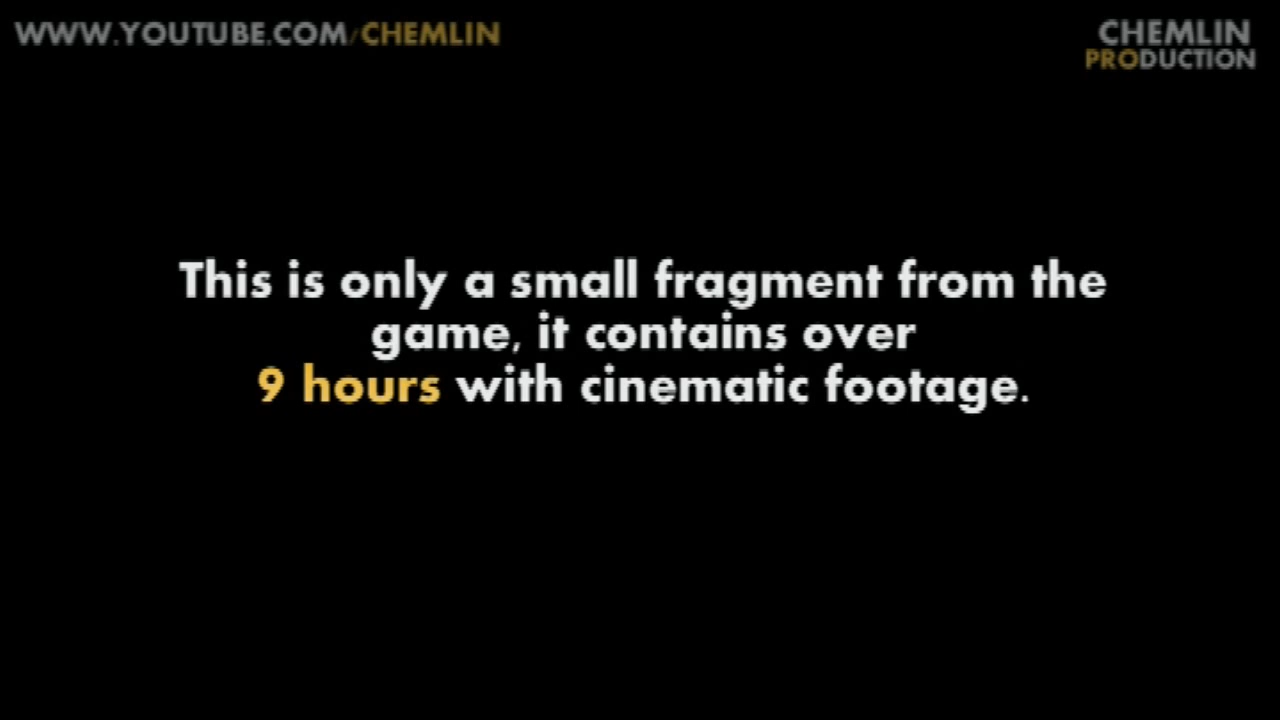 WWW.YOUTUBE.COM/CHEMLIN
CHEMLIN
PRODUCTION
This is only a small fragment from the
game, it contains over
9 hours with cinematic footage.